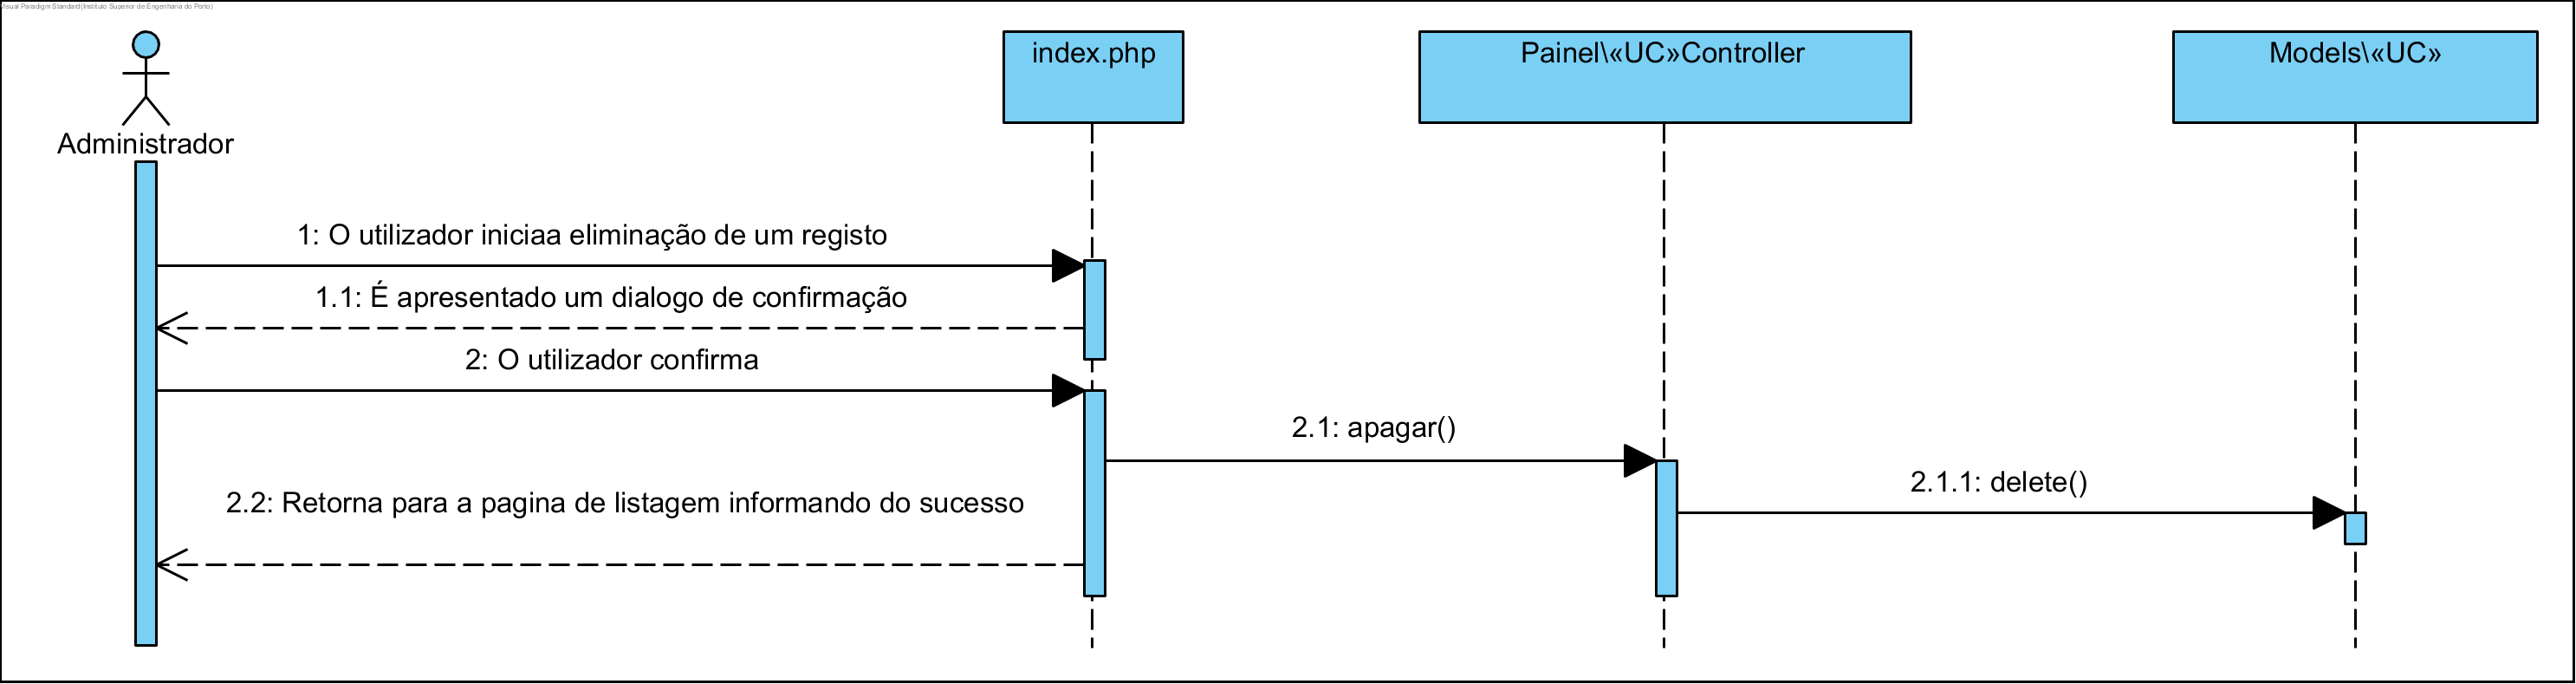 Visual Paradigm Standard(Instituto Superior de Engenharia do Porto)
Administrador
index.php
Painel\«UC»Controller
Models\«UC»
1: O utilizador iniciaa eliminação de um registo
1.1: É apresentado um dialogo de confirmação
2: O utilizador confirma
2.1: apagar()
2.1.1: delete()
2.2: Retorna para a pagina de listagem informando do sucesso